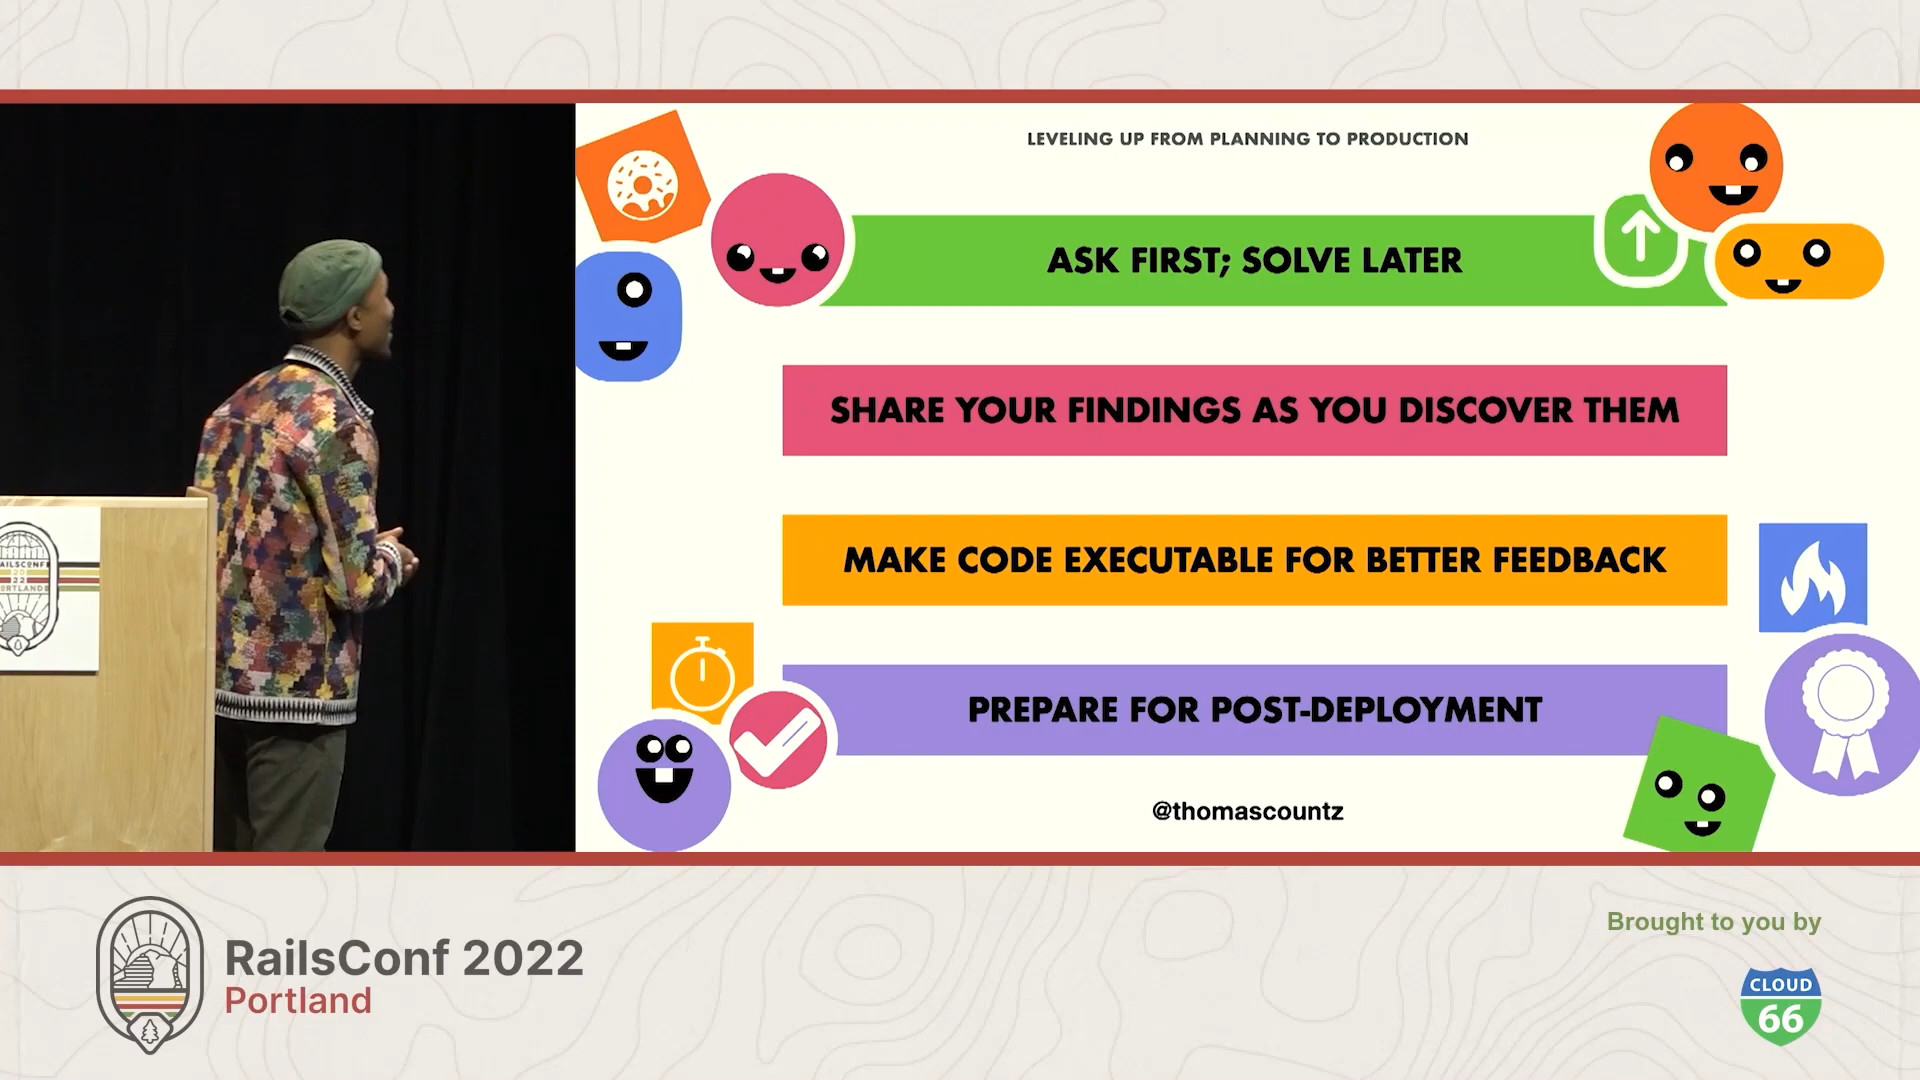 LEVELING UP FROM PLANNING TO PRODUCTION
ASK FIRST; SOLVE LATER
SHARE YOUR FINDINGS AS YOU DISCOVER THEM
MAKE CODE EXECUTABLE FOR BETTER FEEDBACK
PREPARE FOR POST-DEPLOYMENT
@thomascountz
RailsConf 2022
Portland
Brought to you by
CLOUD
66